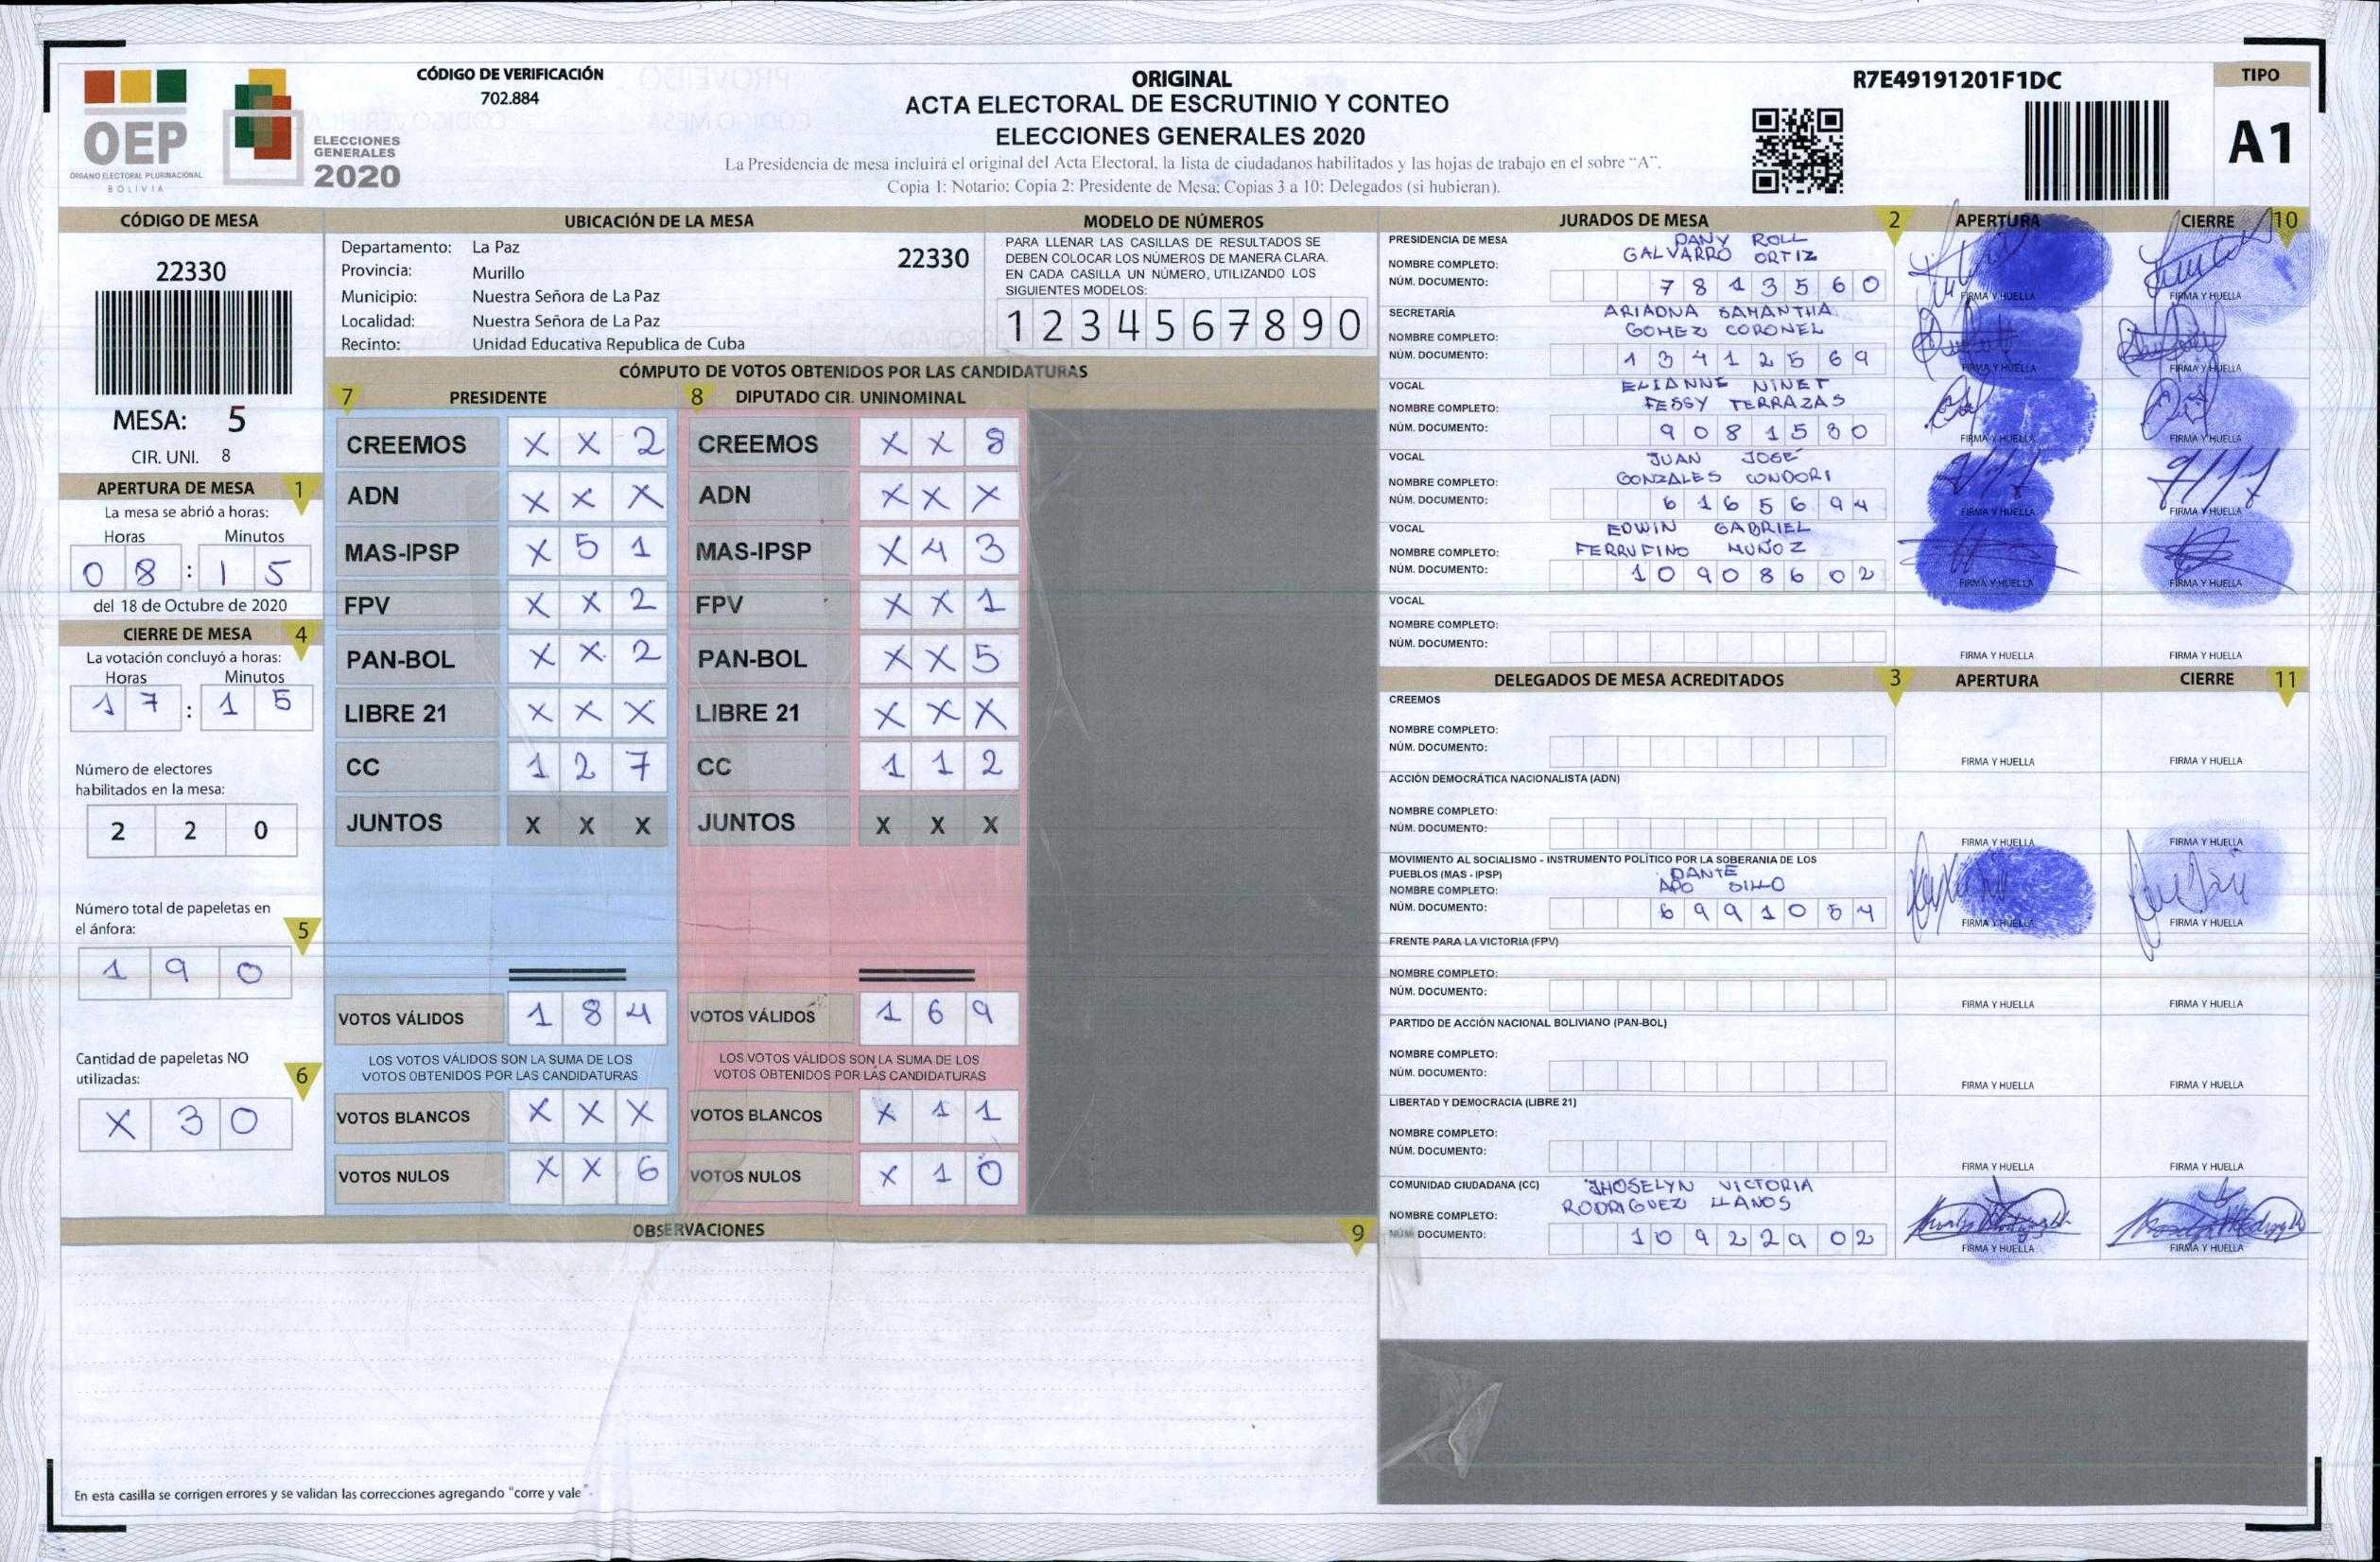 OEP
ÓRGANO ELECTORAL PLURINACIONAL
BOLIVIA
ELECCIONES
GENERALES
2020
CÓDIGO DE VERIFICACIÓN
702.884
ORIGINAL
ACTA ELECTORAL DE ESCRUTINIO Y CONTEO
ELECCIONES GENERALES 2020
La Presidencia de mesa incluirá el original del Acta Electoral, la lista de ciudadanos habilitados y las hojas de trabajo en el sobre "A".
Copia 1: Notario; Copia 2: Presidente de Mesa; Copias 3 a 10: Delegados (si hubieran).
R7E49191201F1DC
TIPO
A1
CÓDIGO DE MESA
22330
MESA: 5
CIR. UNI. 8
APERTURA DE MESA 1
La mesa se abrió a horas:
Horas Minutos
0 8 : 1 5
del 18 de Octubre de 2020
CIERRE DE MESA 4
La votación concluyó a horas:
Horas Minutos
1 7 : 1 5
Número de electores
habilitados en la mesa:
2 2 0
Número total de papeletas en
el ánfora: 5
1 9 0
Cantidad de papeletas NO
utilizadas: 6
X 3 0
UBICACIÓN DE LA MESA
Departamento: La Paz 22330
Provincia: Murillo
Municipio: Nuestra Señora de La Paz
Localidad: Nuestra Señora de La Paz
Recinto: Unidad Educativa Republica de Cuba
MODELO DE NÚMEROS
PARA LLENAR LAS CASILLAS DE RESULTADOS SE
DEBEN COLOCAR LOS NÚMEROS DE MANERA CLARA.
EN CADA CASILLA UN NÚMERO, UTILIZANDO LOS
SIGUIENTES MODELOS:
1 2 3 4 5 6 7 8 9 0
CÓMPUTO DE VOTOS OBTENIDOS POR LAS CANDIDATURAS
7 PRESIDENTE
CREEMOS X X 2
ADN X X X
MAS-IPSP X 5 1
FPV X X 2
PAN-BOL X X 2
LIBRE 21 X X X
CC 1 2 7
JUNTOS X X X
VOTOS VÁLIDOS 1 8 4
LOS VOTOS VÁLIDOS SON LA SUMA DE LOS
VOTOS OBTENIDOS POR LAS CANDIDATURAS
VOTOS BLANCOS X X X
VOTOS NULOS X X 6
8 DIPUTADO CIR. UNINOMINAL
CREEMOS X X 8
ADN X X X
MAS-IPSP X 4 3
FPV X X 1
PAN-BOL X X 5
LIBRE 21 X X X
CC 1 1 2
JUNTOS X X X
VOTOS VÁLIDOS 1 6 9
LOS VOTOS VÁLIDOS SON LA SUMA DE LOS
VOTOS OBTENIDOS POR LAS CANDIDATURAS
VOTOS BLANCOS X 1 1
VOTOS NULOS X 1 0
OBSERVACIONES 9
En esta casilla se corrigen errores y se validan las correcciones agregando "corre y vale".
JURADOS DE MESA 2 APERTURA CIERRE 10
PRESIDENCIA DE MESA DANY ROLL
NOMBRE COMPLETO: GALVARRO ORTIZ
NÚM. DOCUMENTO: 7 8 1 3 5 6 0
FIRMA Y HUELLA FIRMA Y HUELLA
SECRETARÍA ARIADNA SAMANTHA
NOMBRE COMPLETO: GOMEZ CORONEL
NÚM. DOCUMENTO: 1 3 4 1 2 5 6 9
FIRMA Y HUELLA FIRMA Y HUELLA
VOCAL ELIANNE NINET
NOMBRE COMPLETO: FESSY TERRAZAS
NÚM. DOCUMENTO: 9 0 8 1 5 3 0
FIRMA Y HUELLA FIRMA Y HUELLA
VOCAL JUAN JOSÉ
NOMBRE COMPLETO: GONZALES CONDORI
NÚM. DOCUMENTO: 6 1 6 5 6 9 4
FIRMA Y HUELLA FIRMA Y HUELLA
VOCAL EDWIN GABRIEL
NOMBRE COMPLETO: FERRUFINO MUÑOZ
NÚM. DOCUMENTO: 1 0 9 0 8 6 0 2
FIRMA Y HUELLA FIRMA Y HUELLA
VOCAL
NOMBRE COMPLETO:
NÚM. DOCUMENTO:
FIRMA Y HUELLA FIRMA Y HUELLA
DELEGADOS DE MESA ACREDITADOS 3 APERTURA CIERRE 11
CREEMOS
NOMBRE COMPLETO:
NÚM. DOCUMENTO:
FIRMA Y HUELLA FIRMA Y HUELLA
ACCIÓN DEMOCRÁTICA NACIONALISTA (ADN)
NOMBRE COMPLETO:
NÚM. DOCUMENTO:
FIRMA Y HUELLA FIRMA Y HUELLA
MOVIMIENTO AL SOCIALISMO - INSTRUMENTO POLÍTICO POR LA SOBERANIA DE LOS
PUEBLOS (MAS - IPSP) DANTE
NOMBRE COMPLETO: APO
NÚM. DOCUMENTO: 6 9 9 1 0 5 4
FIRMA Y HUELLA FIRMA Y HUELLA
FRENTE PARA LA VICTORIA (FPV)
NOMBRE COMPLETO:
NÚM. DOCUMENTO:
FIRMA Y HUELLA FIRMA Y HUELLA
PARTIDO DE ACCIÓN NACIONAL BOLIVIANO (PAN-BOL)
NOMBRE COMPLETO:
NÚM. DOCUMENTO:
FIRMA Y HUELLA FIRMA Y HUELLA
LIBERTAD Y DEMOCRACIA (LIBRE 21)
NOMBRE COMPLETO:
NÚM. DOCUMENTO:
FIRMA Y HUELLA FIRMA Y HUELLA
COMUNIDAD CIUDADANA (CC) JHOSELYN VICTORIA
NOMBRE COMPLETO: RODRIGUEZ LLANOS
NÚM. DOCUMENTO: 1 0 9 2 2 9 0 2
FIRMA Y HUELLA FIRMA Y HUELLA